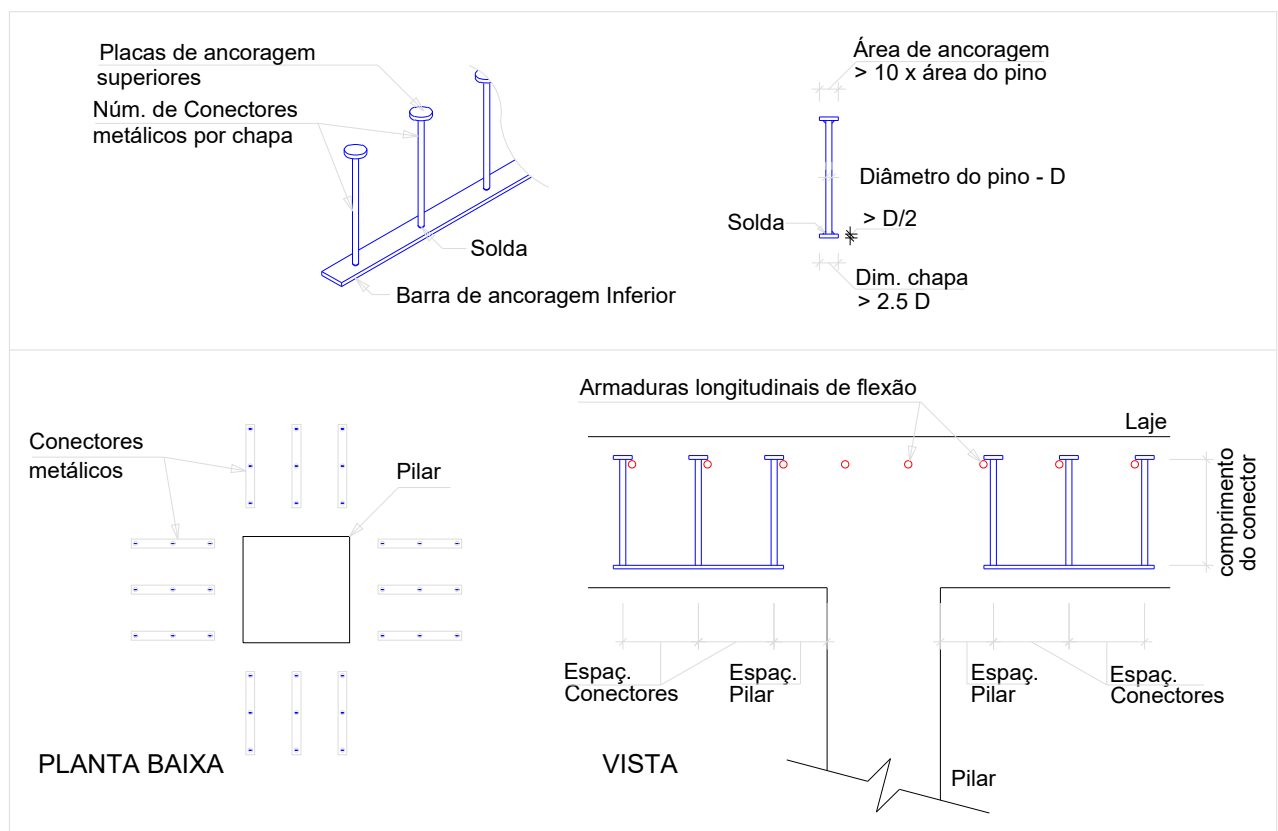 Placas de ancoragem
superiores
Núm. de Conectores
metálicos por chapa
Solda
Barra de ancoragem Inferior
Área de ancoragem
> 10 x área do pino
Diâmetro do pino - D
Solda
> D/2
Dim. chapa
> 2.5 D
Conectores
metálicos
Pilar
PLANTA BAIXA
Armaduras longitudinais de flexão
Laje
comprimento
do conector
Espaç.
Conectores
Espaç.
Pilar
Espaç.
Pilar
Espaç.
Conectores
VISTA
Pilar